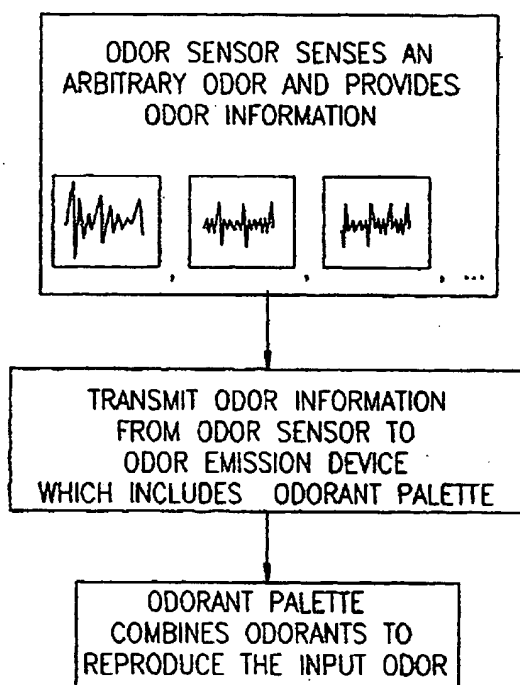 ODOR SENSOR SENSES AN
ARBITRARY ODOR AND PROVIDES
ODOR INFORMATION
, , , ...
TRANSMIT ODOR INFORMATION
FROM ODOR SENSOR TO
ODOR EMISSION DEVICE
WHICH INCLUDES ODORANT PALETTE
ODORANT PALETTE
COMBINES ODORANTS TO
REPRODUCE THE INPUT ODOR